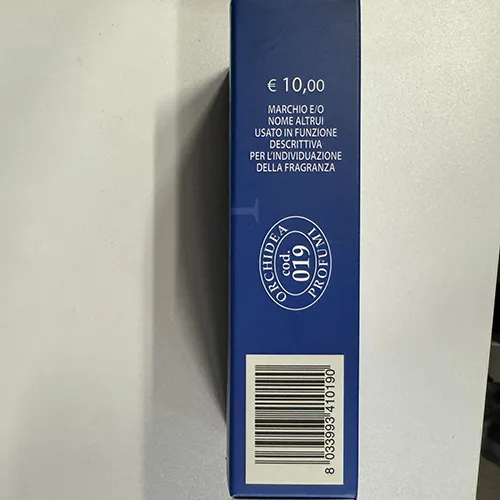 € 10,00
MARCHIO E/O
NOME ALTRUI
USATO IN FUNZIONE
DESCRITTIVA
PER L'INDIVIDUAZIONE
DELLA FRAGRANZA
ORCHIDEA
cod.
019
PROFUMI
8 033993 410190